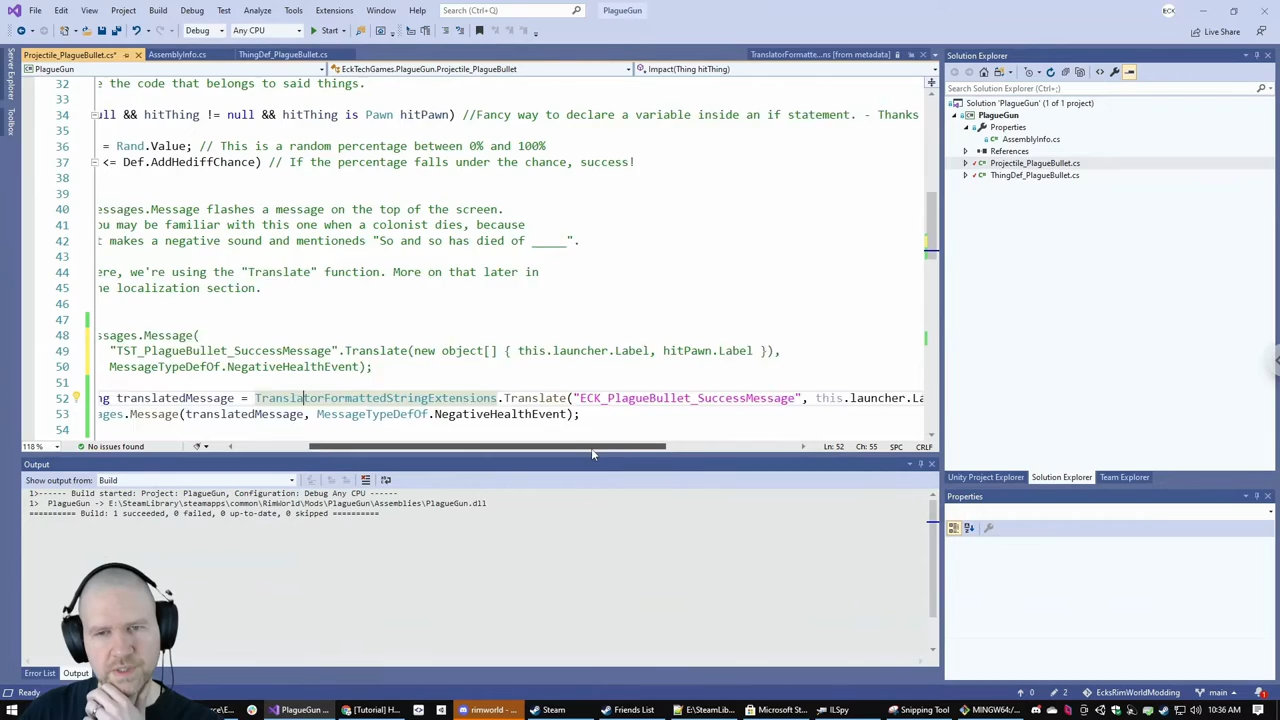 File Edit View Project Build Debug Test Analyze Tools Extensions Window Help Search (Ctrl+Q) PlagueGun ECK
Debug Any CPU Start Live Share
Projectile_PlagueBullet.cs* AssemblyInfo.cs ThingDef_PlagueBullet.cs TranslatorFormatte...ns [from metadata] Solution Explorer
PlagueGun EckTechGames.PlagueGun.Projectile_PlagueBullet Impact(Thing hitThing)
Server Explorer
Toolbox
32 e the code that belongs to said things.
33
34 ull && hitThing != null && hitThing is Pawn hitPawn) //Fancy way to declare a variable inside an if statement. - Thanks
35
36 = Rand.Value; // This is a random percentage between 0% and 100%
37 <= Def.AddHediffChance) // If the percentage falls under the chance, success!
38
39
40 essages.Message flashes a message on the top of the screen.
41 ou may be familiar with this one when a colonist dies, because
42 t makes a negative sound and mentioneds "So and so has died of _____".
43
44 ere, we're using the "Translate" function. More on that later in
45 he localization section.
46
47
48 ssages.Message(
49 "TST_PlagueBullet_SuccessMessage".Translate(new object[] { this.launcher.Label, hitPawn.Label }),
50 MessageTypeDefOf.NegativeHealthEvent);
51
52 ng translatedMessage = TranslatorFormattedStringExtensions.Translate("ECK_PlagueBullet_SuccessMessage", this.launcher.La
53 ages.Message(translatedMessage, MessageTypeDefOf.NegativeHealthEvent);
54
118 % No issues found Ln: 52 Ch: 55 SPC CRLF
Output
Show output from: Build
1>------ Build started: Project: PlagueGun, Configuration: Debug Any CPU ------
1> PlagueGun -> E:\SteamLibrary\steamapps\common\RimWorld\Mods\PlagueGun\Assemblies\PlagueGun.dll
========== Build: 1 succeeded, 0 failed, 0 up-to-date, 0 skipped ==========
Error List Output
Search Solution Explorer (Ctrl+;)
Solution 'PlagueGun' (1 of 1 project)
PlagueGun
Properties
AssemblyInfo.cs
References
Projectile_PlagueBullet.cs
ThingDef_PlagueBullet.cs
Unity Project Explorer Solution Explorer Team Explorer
Properties
Ready 0 2 EcksRimWorldModding main 1
PlagueGun ... [Tutorial] H... rimworld - ... Steam Friends List E:\SteamLib... Microsoft St... ILSpy Snipping Tool MINGW64:/... 10:36 AM